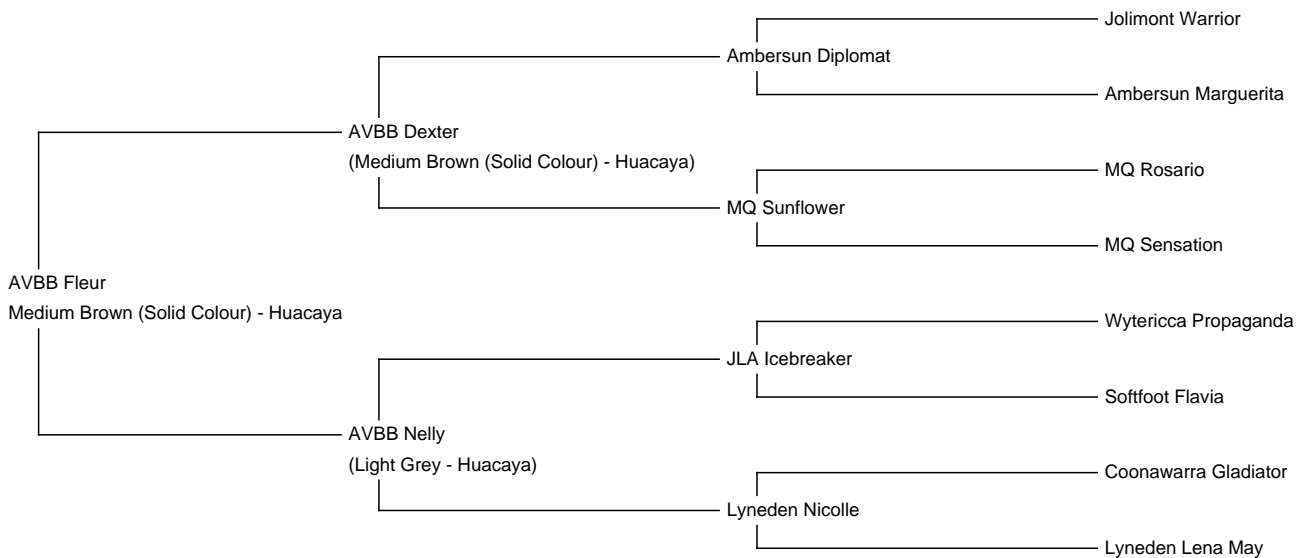 Jolimont Warrior
Ambersun Diplomat
Ambersun Marguerita
AVBB Dexter
(Medium Brown (Solid Colour) - Huacaya)
MQ Rosario
MQ Sunflower
MQ Sensation
AVBB Fleur
Medium Brown (Solid Colour) - Huacaya
Wytericca Propaganda
JLA Icebreaker
Softfoot Flavia
AVBB Nelly
(Light Grey - Huacaya)
Coonawarra Gladiator
Lyneden Nicolle
Lyneden Lena May